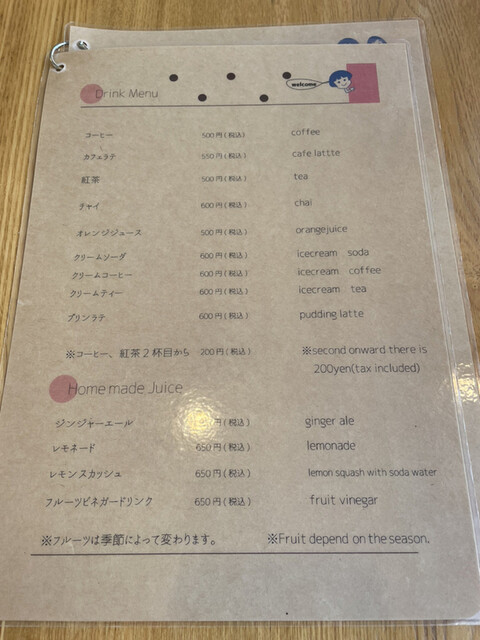 welcome
Drink Menu
コーヒー 500円(税込) coffee
カフェラテ 550円(税込) cafe lattte
紅茶 500円(税込) tea
チャイ 600円(税込) chai
オレンジジュース 500円(税込) orangejuice
クリームソーダ 600円(税込) icecream soda
クリームコーヒー 600円(税込) icecream coffee
クリームティー 600円(税込) icecream tea
プリンラテ 600円(税込) pudding latte
※コーヒー、紅茶2杯目から 200円(税込) ※second onward there is
200yen(tax included)
Home made Juice
ジンジャーエール 円(税込) ginger ale
レモネード 650円(税込) lemonade
レモンスカッシュ 650円(税込) lemon squash with soda water
フルーツビネガードリンク 650円(税込) fruit vinegar
※フルーツは季節によって変わります。 ※Fruit depend on the season.